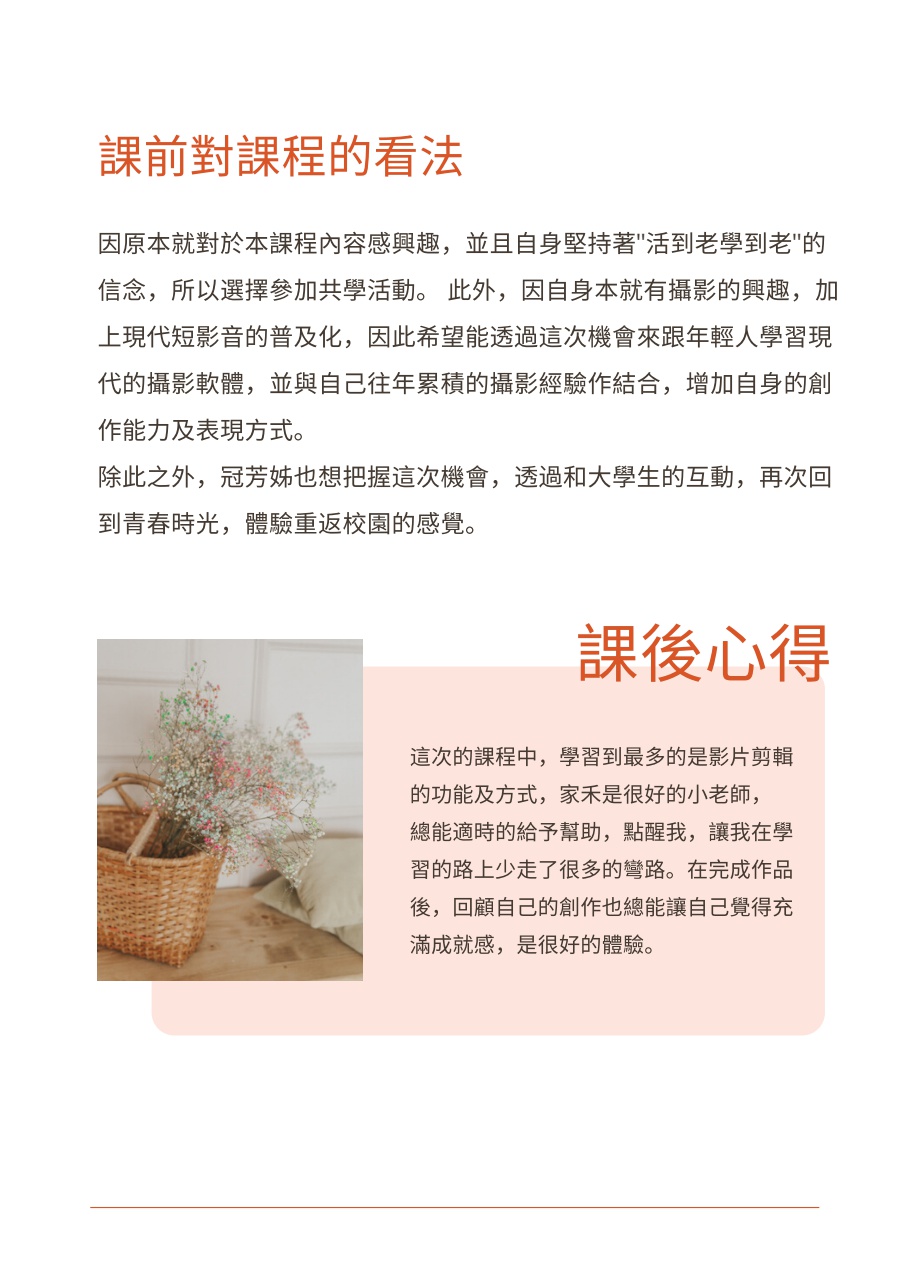 課前對課程的看法
因原本就對於本課程內容感興趣，並且自身堅持著"活到老學到老"的
信念，所以選擇參加共學活動。 此外，因自身本就有攝影的興趣，加
上現代短影音的普及化，因此希望能透過這次機會來跟年輕人學習現
代的攝影軟體，並與自己往年累積的攝影經驗作結合，增加自身的創
作能力及表現方式。
除此之外，冠芳姊也想把握這次機會，透過和大學生的互動，再次回
到青春時光，體驗重返校園的感覺。
課後心得
這次的課程中，學習到最多的是影片剪輯
的功能及方式，家禾是很好的小老師，
總能適時的給予幫助，點醒我，讓我在學
習的路上少走了很多的彎路。在完成作品
後，回顧自己的創作也總能讓自己覺得充
滿成就感，是很好的體驗。